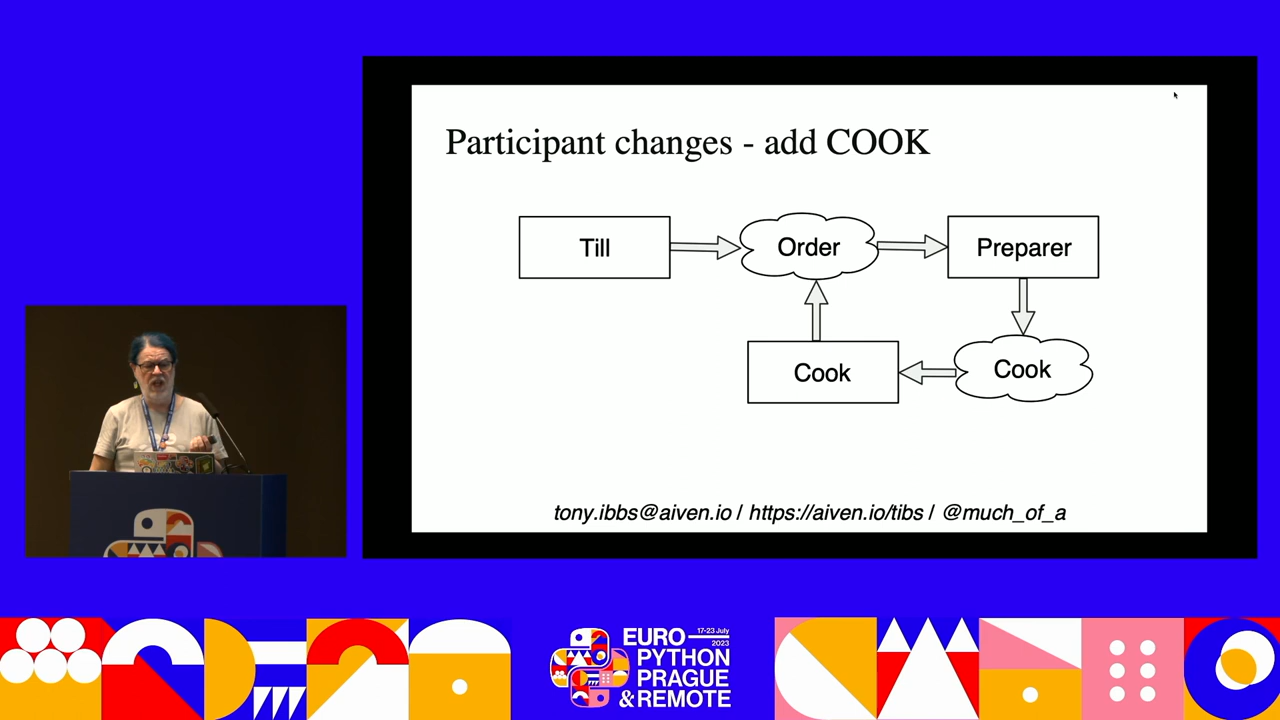 Participant changes - add COOK
Till
Order
Preparer
Cook
Cook
tony.ibbs@aiven.io / https://aiven.io/tibs / @much_of_a
17-23 July
2023
EURO
PYTHON
PRAGUE
& REMOTE